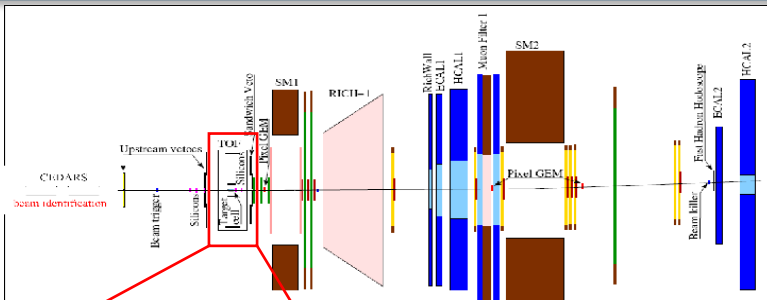 SM1
RICH-1
RichWall
ECAL1
HCAL1
Muon Filter 1
SM2
Fast Hadron Hodoscope
ECAL2
HCAL2
Sandwich Veto
Upstream vetoes
TOF
Silicons
Pixel GEM
CEDARS
beam identification
Beam trigger
Silicons
Target
cell
Pixel GEM
Beam killer